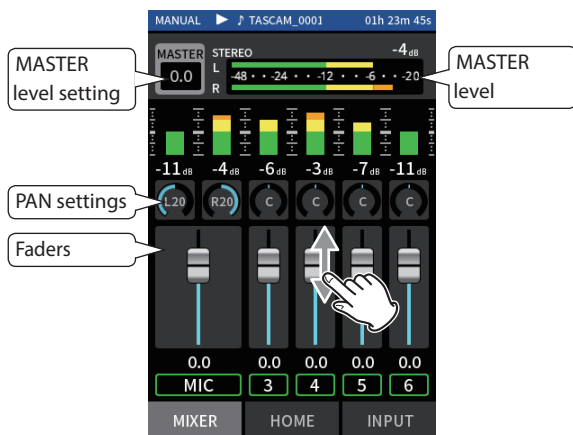 MANUAL ▶ ♪ TASCAM_0001 01h 23m 45s
MASTER
level setting
MASTER
0.0
STEREO -4dB
L
-48 · · -24 · · · -12 · · -6 · · -20
R
MASTER
level
-11dB -4dB -6dB -3dB -7dB -11dB
PAN settings
L20 R20 C C C C
Faders
0.0 0.0 0.0 0.0 0.0
MIC 3 4 5 6
MIXER HOME INPUT